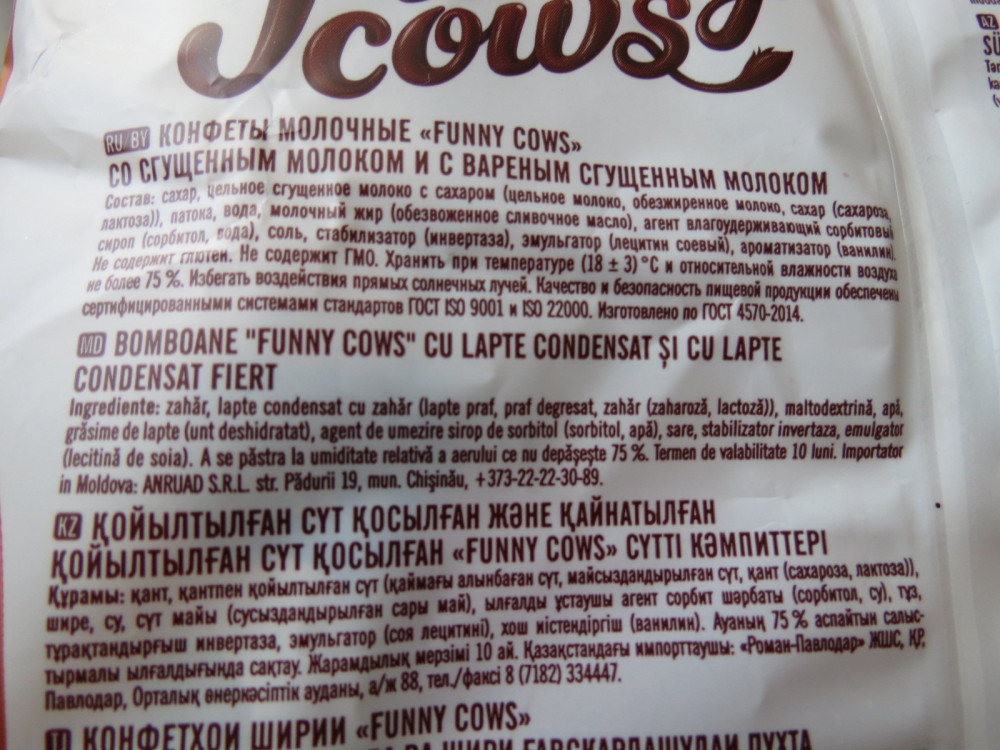 cows
RU BY КОНФЕТЫ МОЛОЧНЫЕ «FUNNY COWS»
СО СГУЩЕННЫМ МОЛОКОМ И С ВАРЕНЫМ СГУЩЕННЫМ МОЛОКОМ
Состав: сахар, цельное сгущенное молоко с сахаром (цельное молоко, обезжиренное молоко, сахар (сахароза,
лактоза)), патока, вода, молочный жир (обезвоженное сливочное масло), агент влагоудерживающий сорбитовый
сироп (сорбитол, вода), соль, стабилизатор (инвертаза), эмульгатор (лецитин соевый), ароматизатор (ванилин).
Не содержит глютен. Не содержит ГМО. Хранить при температуре (18 ± 3) °С и относительной влажности воздуха
не более 75 %. Избегать воздействия прямых солнечных лучей. Качество и безопасность пищевой продукции обеспечены
сертифицированными системами стандартов ГОСТ ISO 9001 и ISO 22000. Изготовлено по ГОСТ 4570-2014.
MD BOMBOANE "FUNNY COWS" CU LAPTE CONDENSAT ȘI CU LAPTE
CONDENSAT FIERT
Ingrediente: zahăr, lapte condensat cu zahăr (lapte praf, praf degresat, zahăr (zaharoză, lactoză)), maltodextrină, apă,
grăsime de lapte (unt deshidratat), agent de umezire sirop de sorbitol (sorbitol, apă), sare, stabilizator invertaza, emulgator
(lecitină de soia). A se păstra la umiditate relativă a aerului ce nu depășește 75 %. Termen de valabilitate 10 luni. Importator
in Moldova: ANRUAD S.R.L. str. Pădurii 19, mun. Chișinău, +373-22-22-30-89.
KZ ҚОЙЫЛТЫЛҒАН СҮТ ҚОСЫЛҒАН ЖӘНЕ ҚАЙНАТЫЛҒАН
ҚОЙЫЛТЫЛҒАН СҮТ ҚОСЫЛҒАН «FUNNY COWS» СҮТТІ КӘМПИТТЕРІ
Құрамы: қант, қантпен қойылтылған сүт (қаймағы алынбаған сүт, майсыздандырылған сүт, қант (сахароза, лактоза)),
шире, су, сүт майы (сусыздандырылған сары май), ылғалды ұстаушы агент сорбит шәрбаты (сорбитол, су), тұз,
тұрақтандырғыш инвертаза, эмульгатор (соя лецитині), хош иістендіргіш (ванилин). Ауаның 75 % аспайтын салыс-
тырмалы ылғалдығында сақтау. Жарамдылық мерзімі 10 ай. Қазақстандағы импорттаушы: «Роман-Павлодар» ЖШС, ҚР,
Павлодар, Орталық өнеркәсіптік ауданы, а/ж 88, тел./факсі 8 (7182) 334447.
КОНФЕТҲОИ ШИРИИ «FUNNY COWS»
AZ